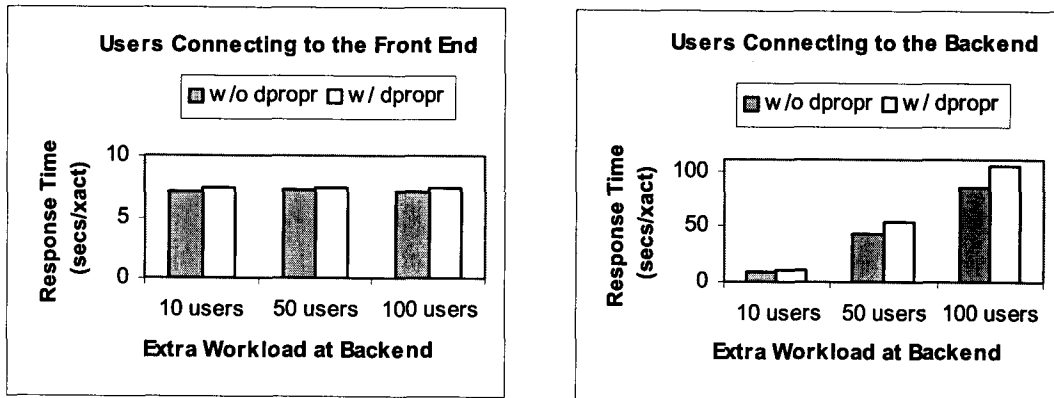 Users Connecting to the Front End
w/o dpropr w/ dpropr
Response Time
(secs/xact)
10
5
0
10 users 50 users 100 users
Extra Workload at Backend
Users Connecting to the Backend
w/o dpropr w/ dpropr
Response Time
(secs/xact)
100
50
0
10 users 50 users 100 users
Extra Workload at Backend